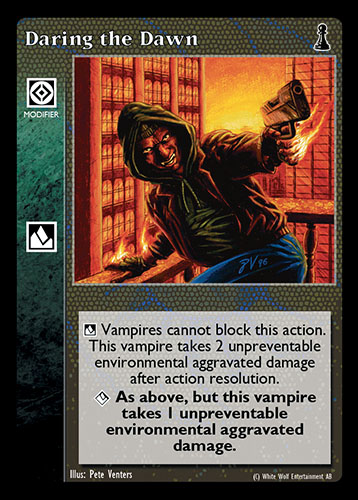 Daring the Dawn
MODIFIER
JV 96
Vampires cannot block this action.
This vampire takes 2 unpreventable
environmental aggravated damage
after action resolution.
As above, but this vampire
takes 1 unpreventable
environmental aggravated
damage.
Illus: Pete Venters
(C) White Wolf Entertainment AB